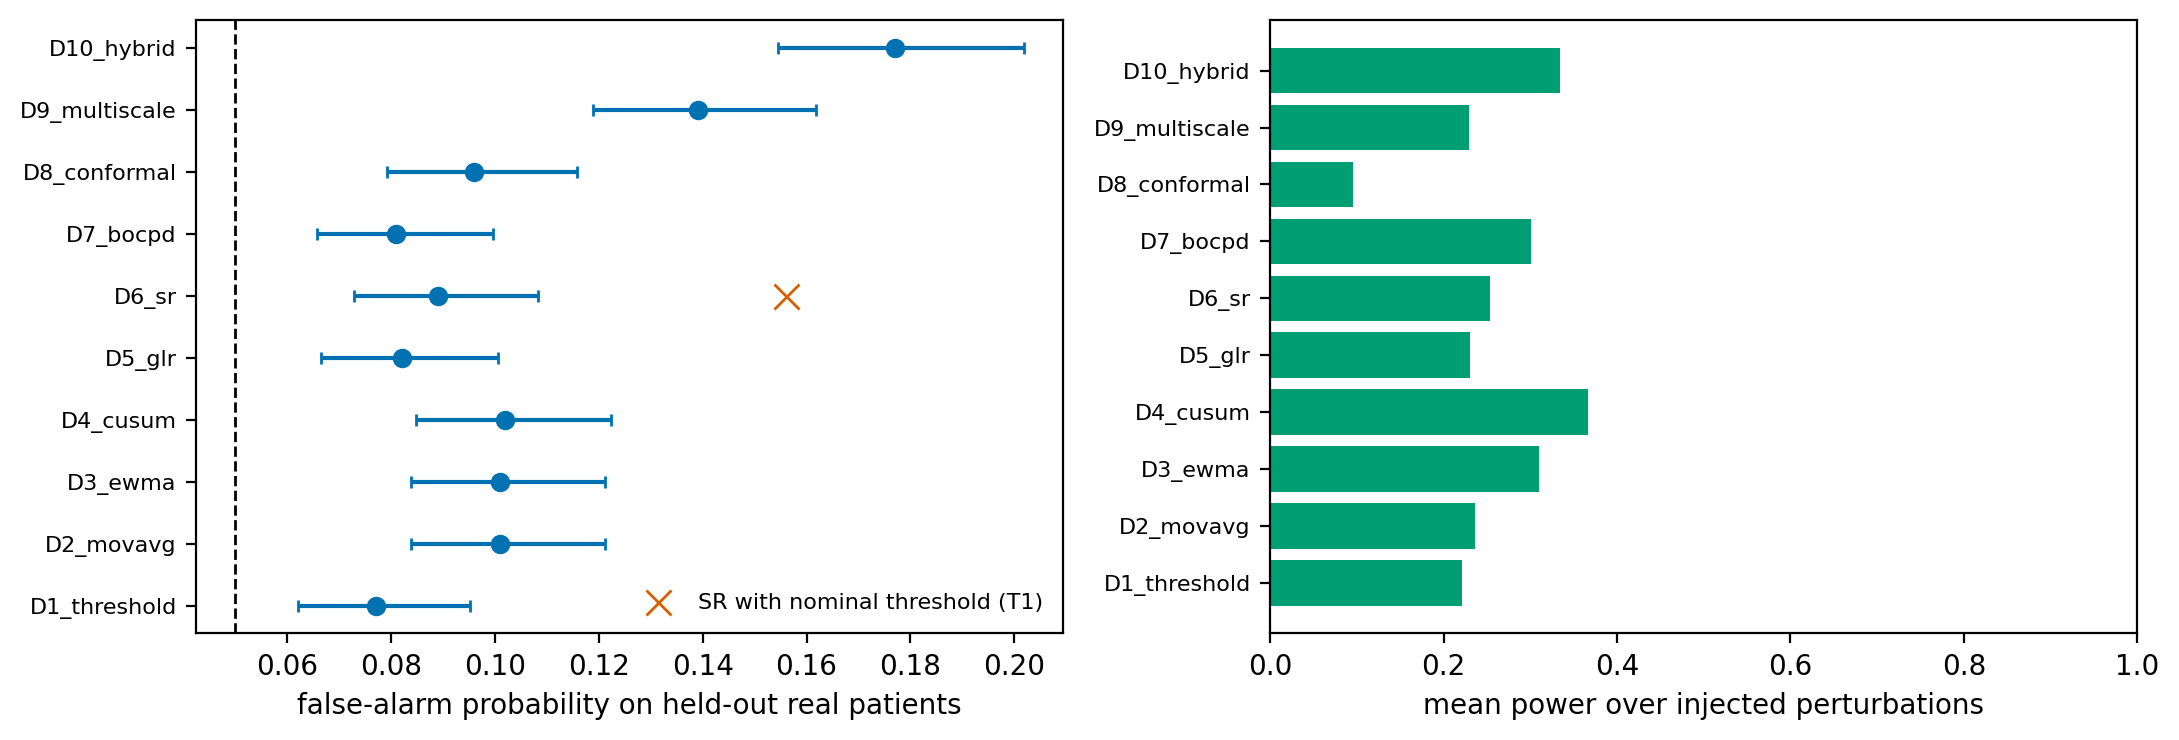 D10_hybrid
D9_multiscale
D8_conformal
D7_bocpd
D6_sr
D5_glr
D4_cusum
D3_ewma
D2_movavg
D1_threshold
SR with nominal threshold (T1)
0.06 0.08 0.10 0.12 0.14 0.16 0.18 0.20
false-alarm probability on held-out real patients
D10_hybrid
D9_multiscale
D8_conformal
D7_bocpd
D6_sr
D5_glr
D4_cusum
D3_ewma
D2_movavg
D1_threshold
0.0 0.2 0.4 0.6 0.8 1.0
mean power over injected perturbations